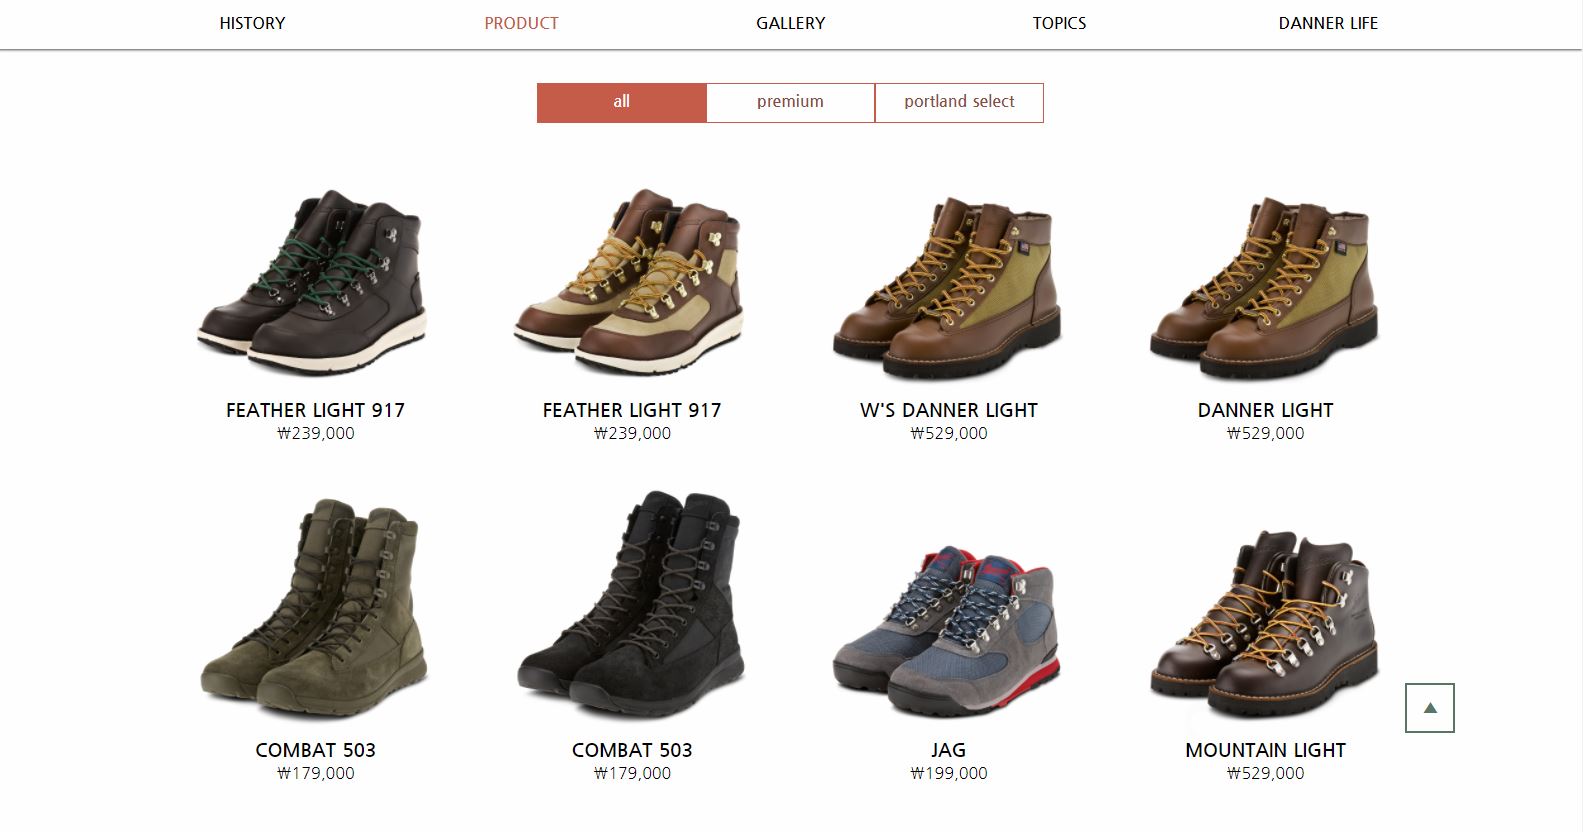 HISTORY PRODUCT GALLERY TOPICS DANNER LIFE
all premium portland select
FEATHER LIGHT 917 FEATHER LIGHT 917 W'S DANNER LIGHT DANNER LIGHT
₩239,000 ₩239,000 ₩529,000 ₩529,000
COMBAT 503 COMBAT 503 JAG MOUNTAIN LIGHT
₩179,000 ₩179,000 ₩199,000 ₩529,000